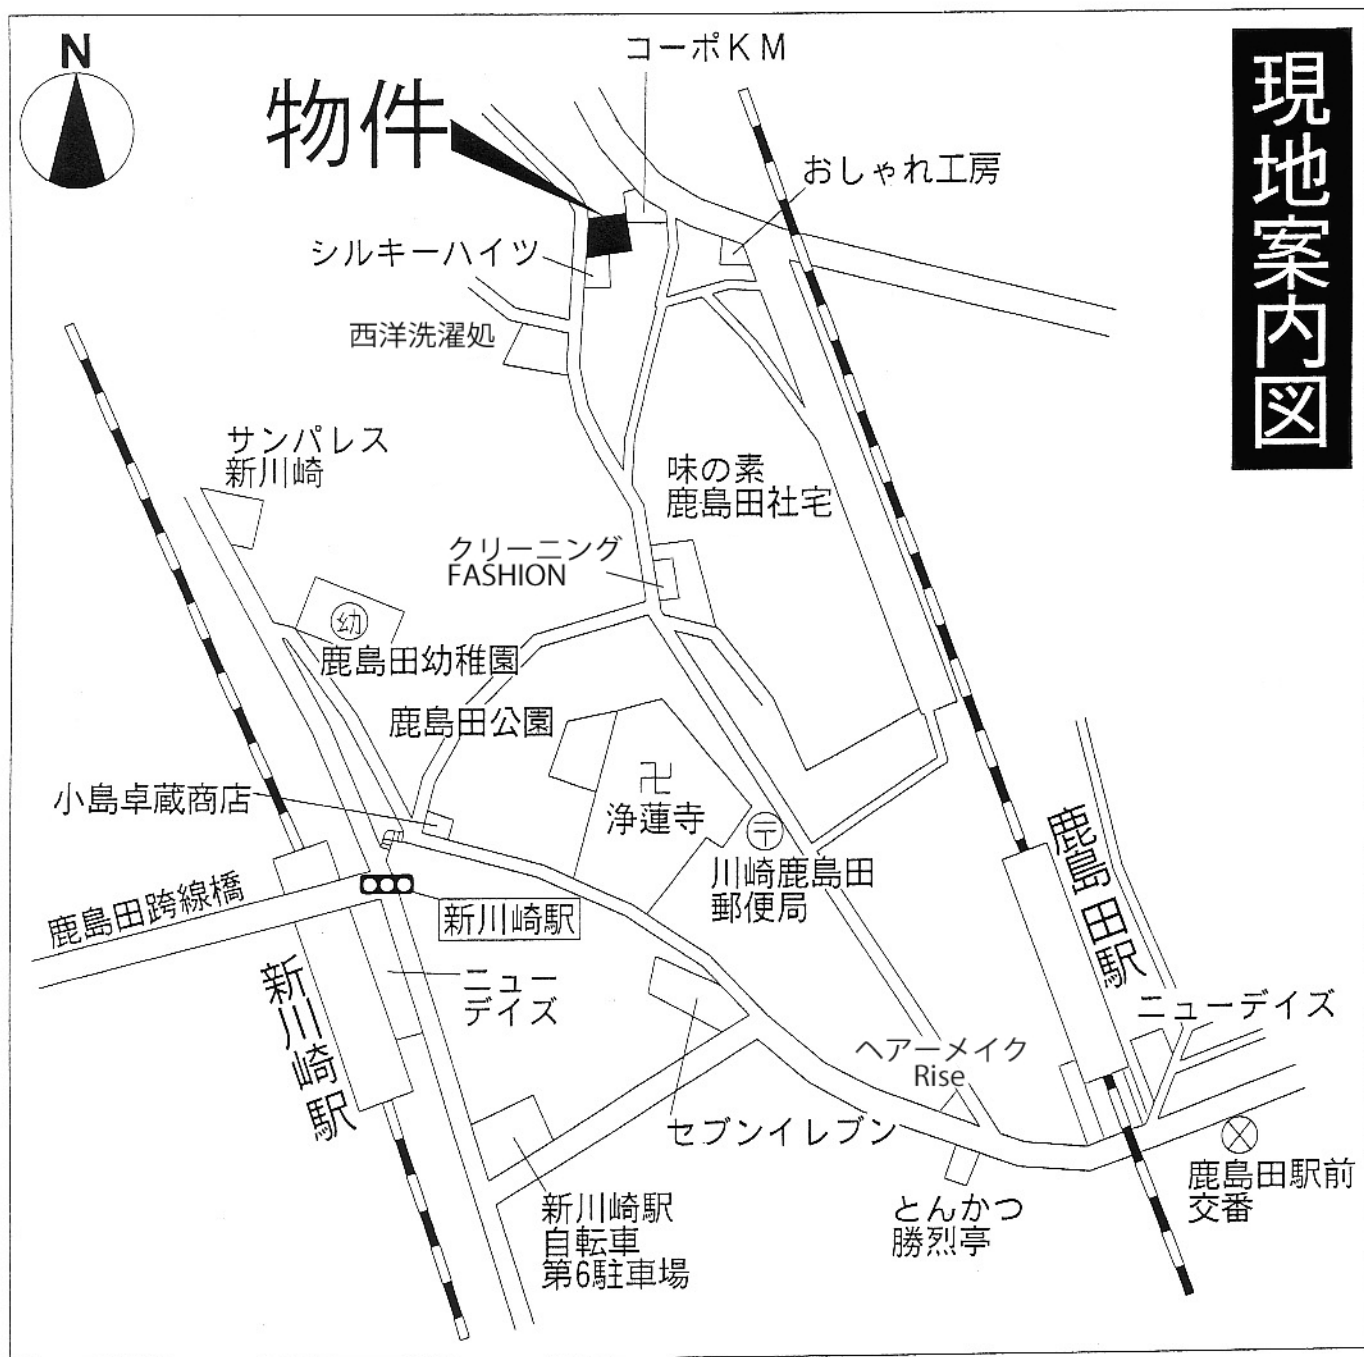 N
コーポKM
現地案内図
物件
おしゃれ工房
シルキーハイツ
西洋洗濯処
サンパレス
新川崎
味の素
鹿島田社宅
クリーニング
FASHION
幼
鹿島田幼稚園
鹿島田公園
卍
浄蓮寺
小島卓蔵商店
〒
川崎鹿島田
郵便局
鹿島田駅
鹿島田跨線橋
新川崎駅
新川崎駅
ニュー
デイズ
ニューデイズ
ヘアーメイク
Rise
セブンイレブン
鹿島田駅前
交番
とんかつ
勝烈亭
新川崎駅
自転車
第6駐車場